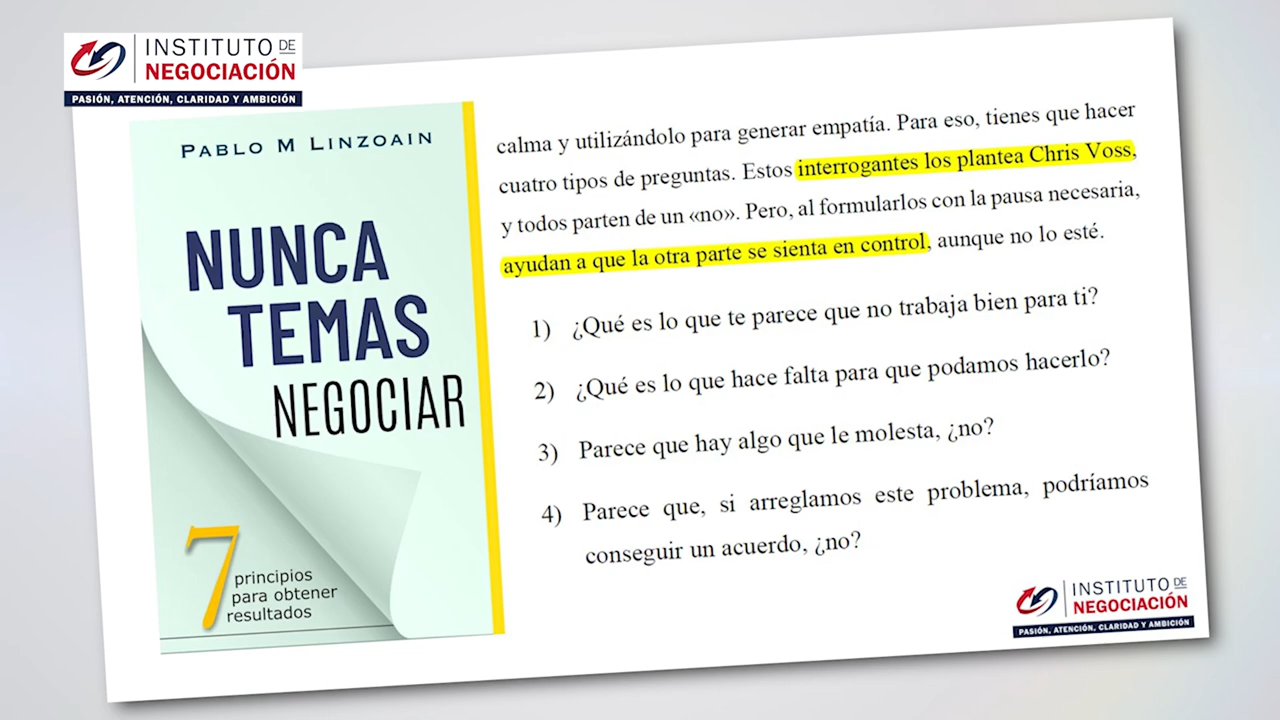 INSTITUTO DE
NEGOCIACIÓN
PASIÓN, ATENCIÓN, CLARIDAD Y AMBICIÓN
PABLO M LINZOAIN
NUNCA
TEMAS
NEGOCIAR
7
principios
para obtener
resultados
calma y utilizándolo para generar empatía. Para eso, tienes que hacer
cuatro tipos de preguntas. Estos interrogantes los plantea Chris Voss,
y todos parten de un «no». Pero, al formularlos con la pausa necesaria,
ayudan a que la otra parte se sienta en control, aunque no lo esté.
1) ¿Qué es lo que te parece que no trabaja bien para ti?
2) ¿Qué es lo que hace falta para que podamos hacerlo?
3) Parece que hay algo que le molesta, ¿no?
4) Parece que, si arreglamos este problema, podríamos
conseguir un acuerdo, ¿no?
INSTITUTO DE
NEGOCIACIÓN
PASIÓN, ATENCIÓN, CLARIDAD Y AMBICIÓN